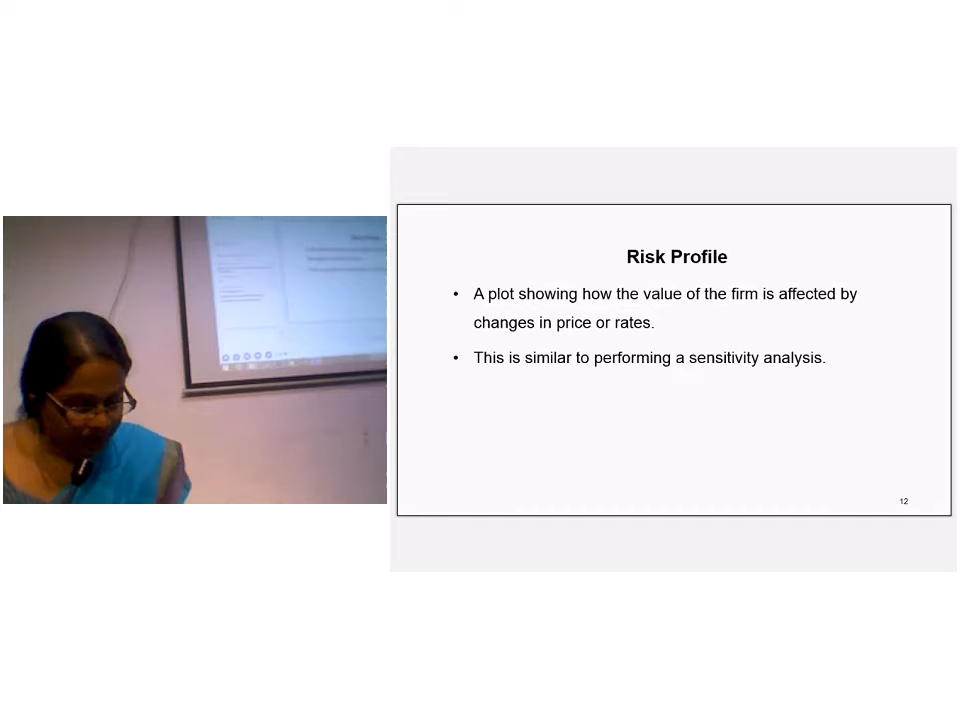 Risk Profile
• A plot showing how the value of the firm is affected by
changes in price or rates.
• This is similar to performing a sensitivity analysis.
12